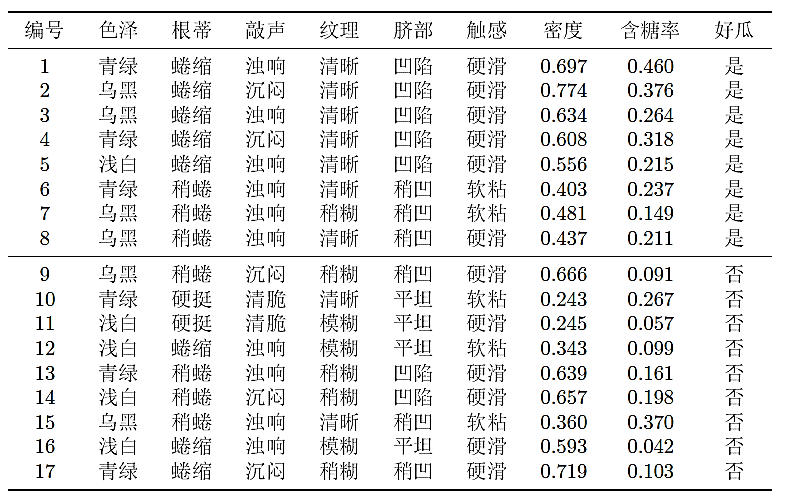 编号 色泽 根蒂 敲声 纹理 脐部 触感 密度 含糖率 好瓜
1 青绿 蜷缩 浊响 清晰 凹陷 硬滑 0.697 0.460 是
2 乌黑 蜷缩 沉闷 清晰 凹陷 硬滑 0.774 0.376 是
3 乌黑 蜷缩 浊响 清晰 凹陷 硬滑 0.634 0.264 是
4 青绿 蜷缩 沉闷 清晰 凹陷 硬滑 0.608 0.318 是
5 浅白 蜷缩 浊响 清晰 凹陷 硬滑 0.556 0.215 是
6 青绿 稍蜷 浊响 清晰 稍凹 软粘 0.403 0.237 是
7 乌黑 稍蜷 浊响 稍糊 稍凹 软粘 0.481 0.149 是
8 乌黑 稍蜷 浊响 清晰 稍凹 硬滑 0.437 0.211 是
9 乌黑 稍蜷 沉闷 稍糊 稍凹 硬滑 0.666 0.091 否
10 青绿 硬挺 清脆 清晰 平坦 软粘 0.243 0.267 否
11 浅白 硬挺 清脆 模糊 平坦 硬滑 0.245 0.057 否
12 浅白 蜷缩 浊响 模糊 平坦 软粘 0.343 0.099 否
13 青绿 稍蜷 浊响 稍糊 凹陷 硬滑 0.639 0.161 否
14 浅白 稍蜷 沉闷 稍糊 凹陷 硬滑 0.657 0.198 否
15 乌黑 稍蜷 浊响 清晰 稍凹 软粘 0.360 0.370 否
16 浅白 蜷缩 浊响 模糊 平坦 硬滑 0.593 0.042 否
17 青绿 蜷缩 沉闷 稍糊 稍凹 硬滑 0.719 0.103 否